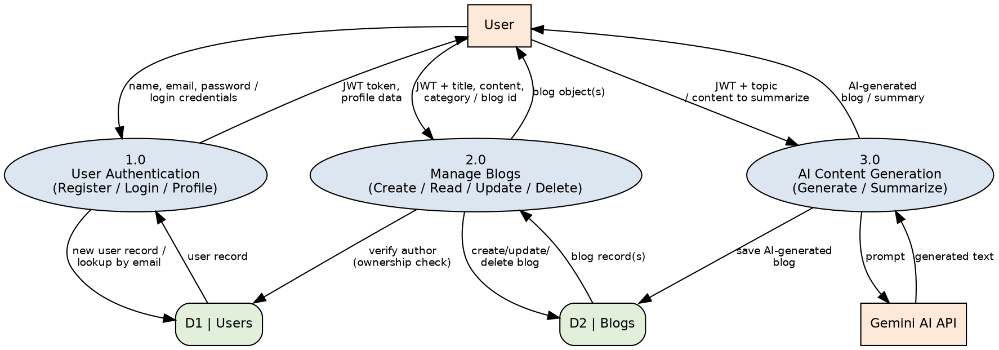 User
name, email, password /
login credentials
JWT token,
profile data
JWT + title, content,
category / blog id
blog object(s)
JWT + topic
/ content to summarize
AI-generated
blog / summary
1.0
User Authentication
(Register / Login / Profile)
2.0
Manage Blogs
(Create / Read / Update / Delete)
3.0
AI Content Generation
(Generate / Summarize)
new user record /
lookup by email
user record
verify author
(ownership check)
create/update/
delete blog
blog record(s)
save AI-generated
blog
prompt
generated text
D1 | Users
D2 | Blogs
Gemini AI API